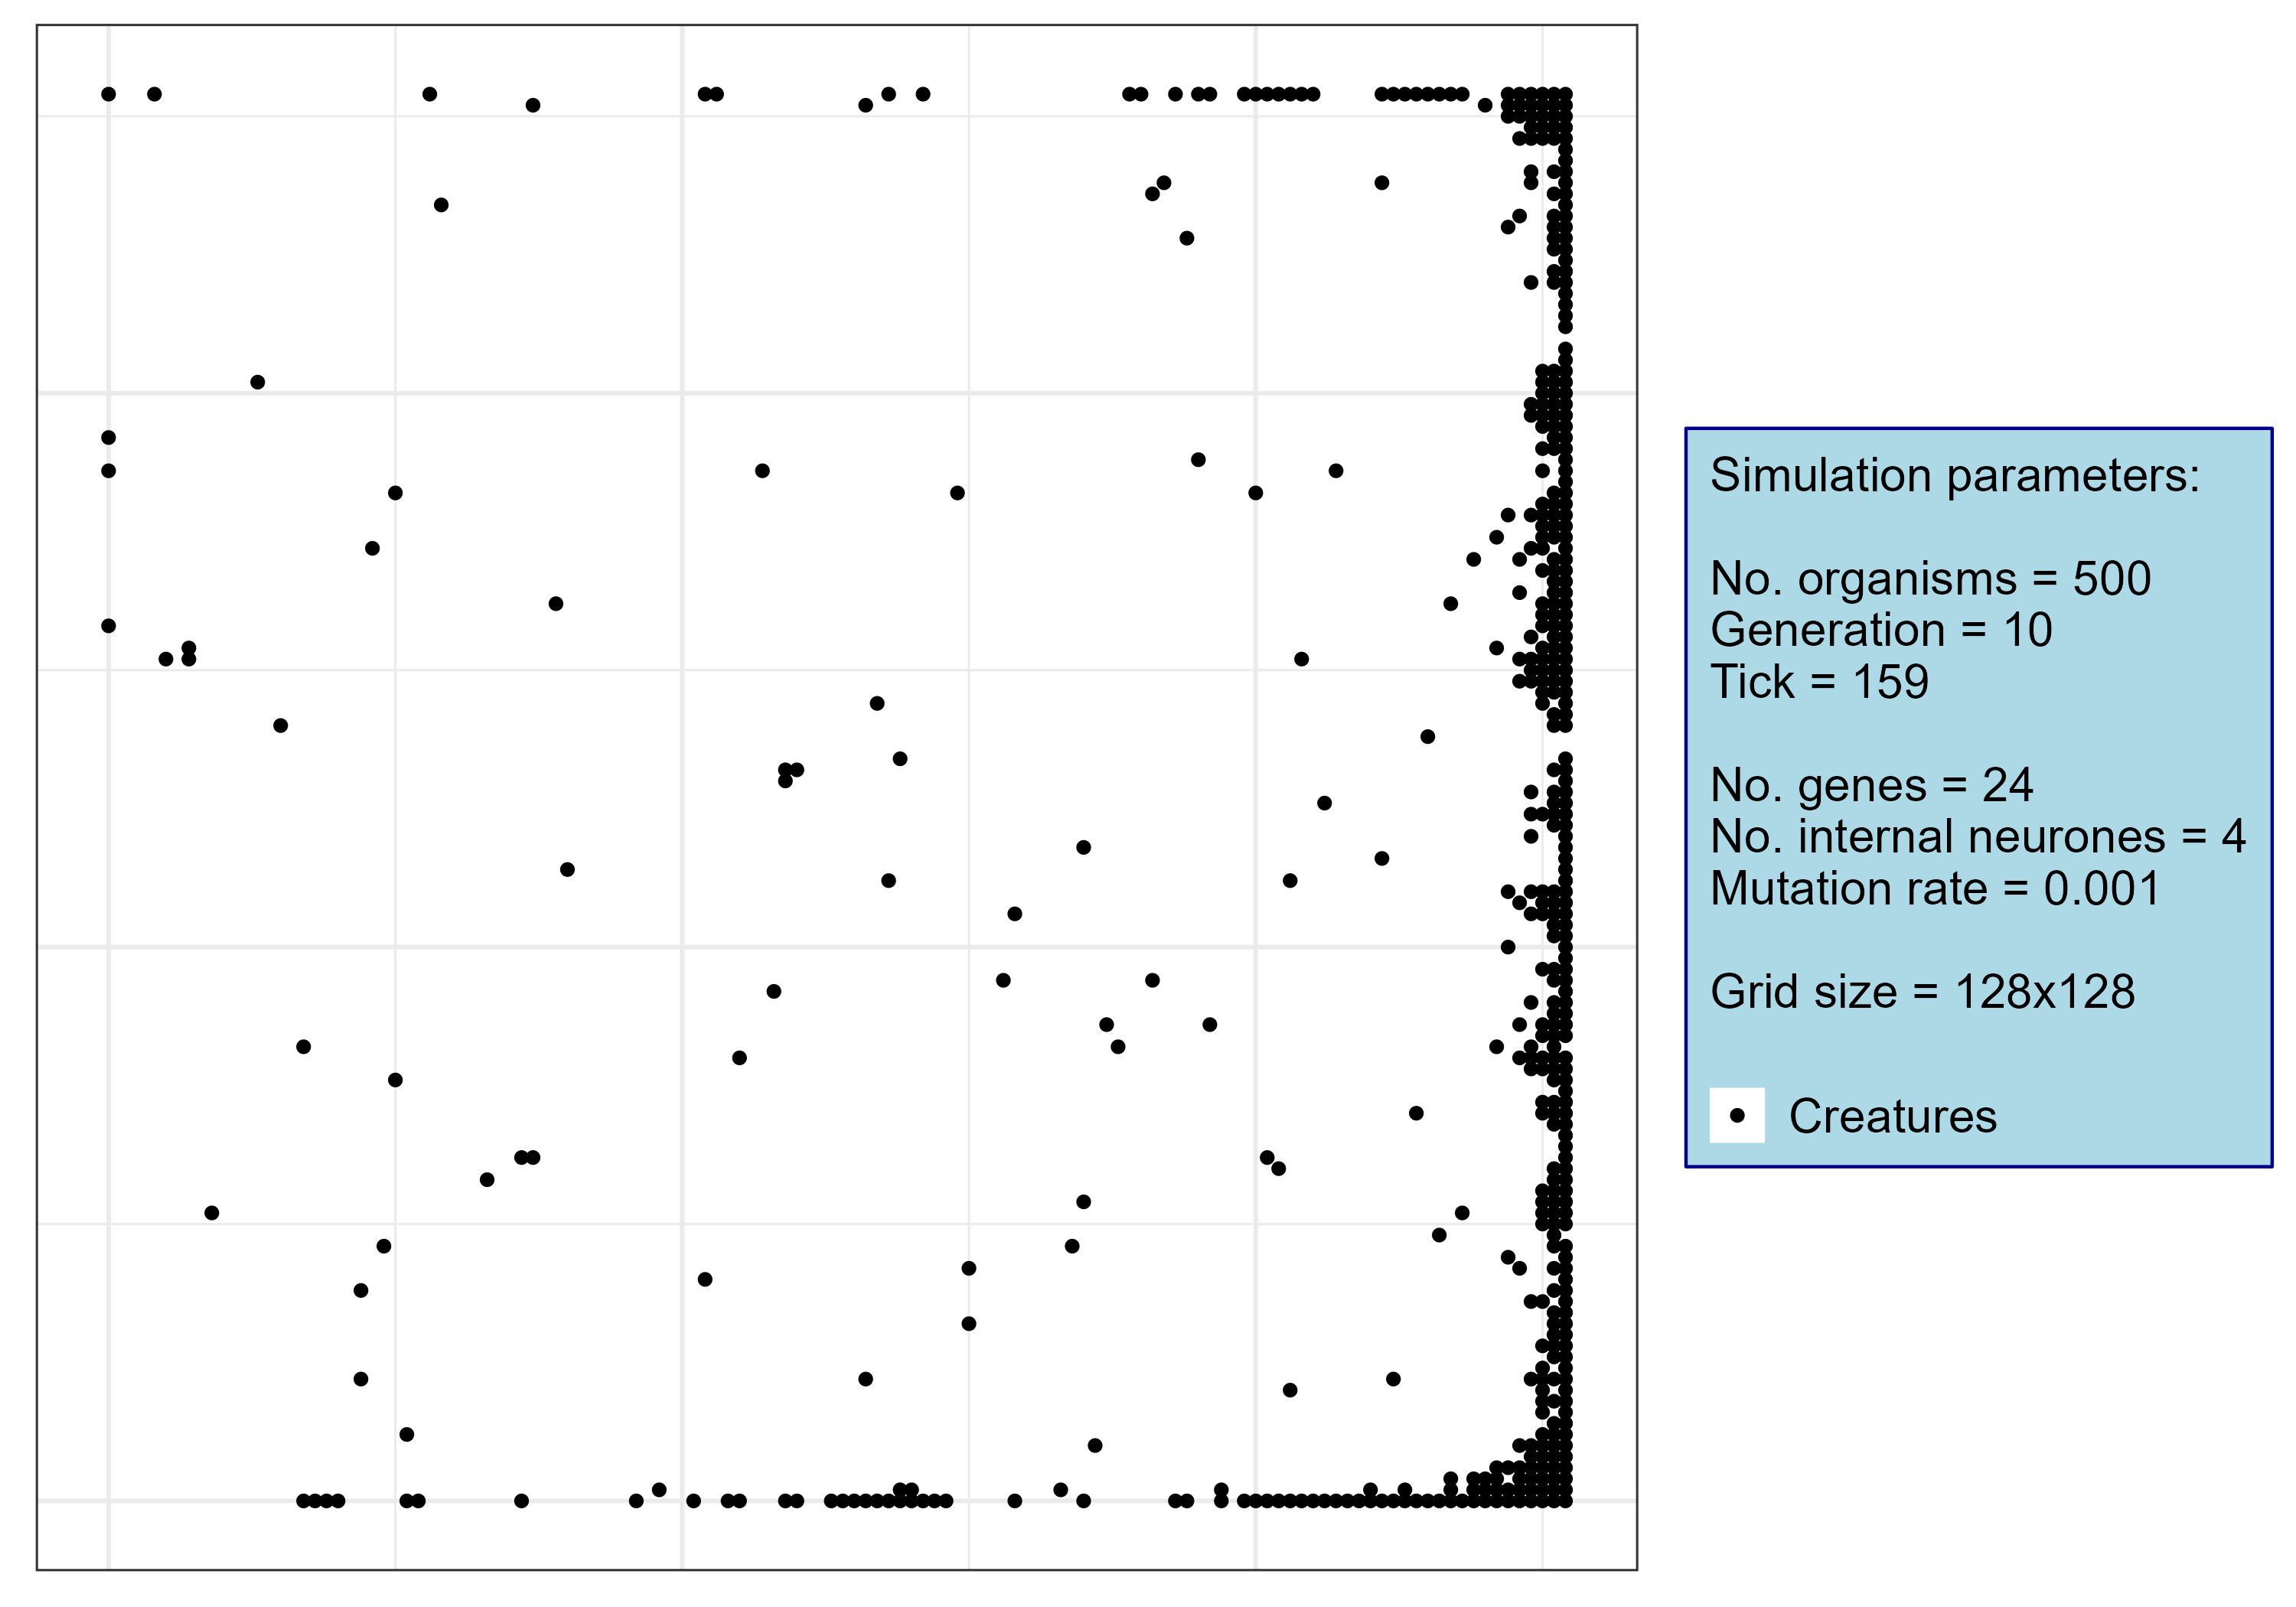 Simulation parameters:
No. organisms = 500
Generation = 10
Tick = 159
No. genes = 24
No. internal neurones = 4
Mutation rate = 0.001
Grid size = 128x128
Creatures